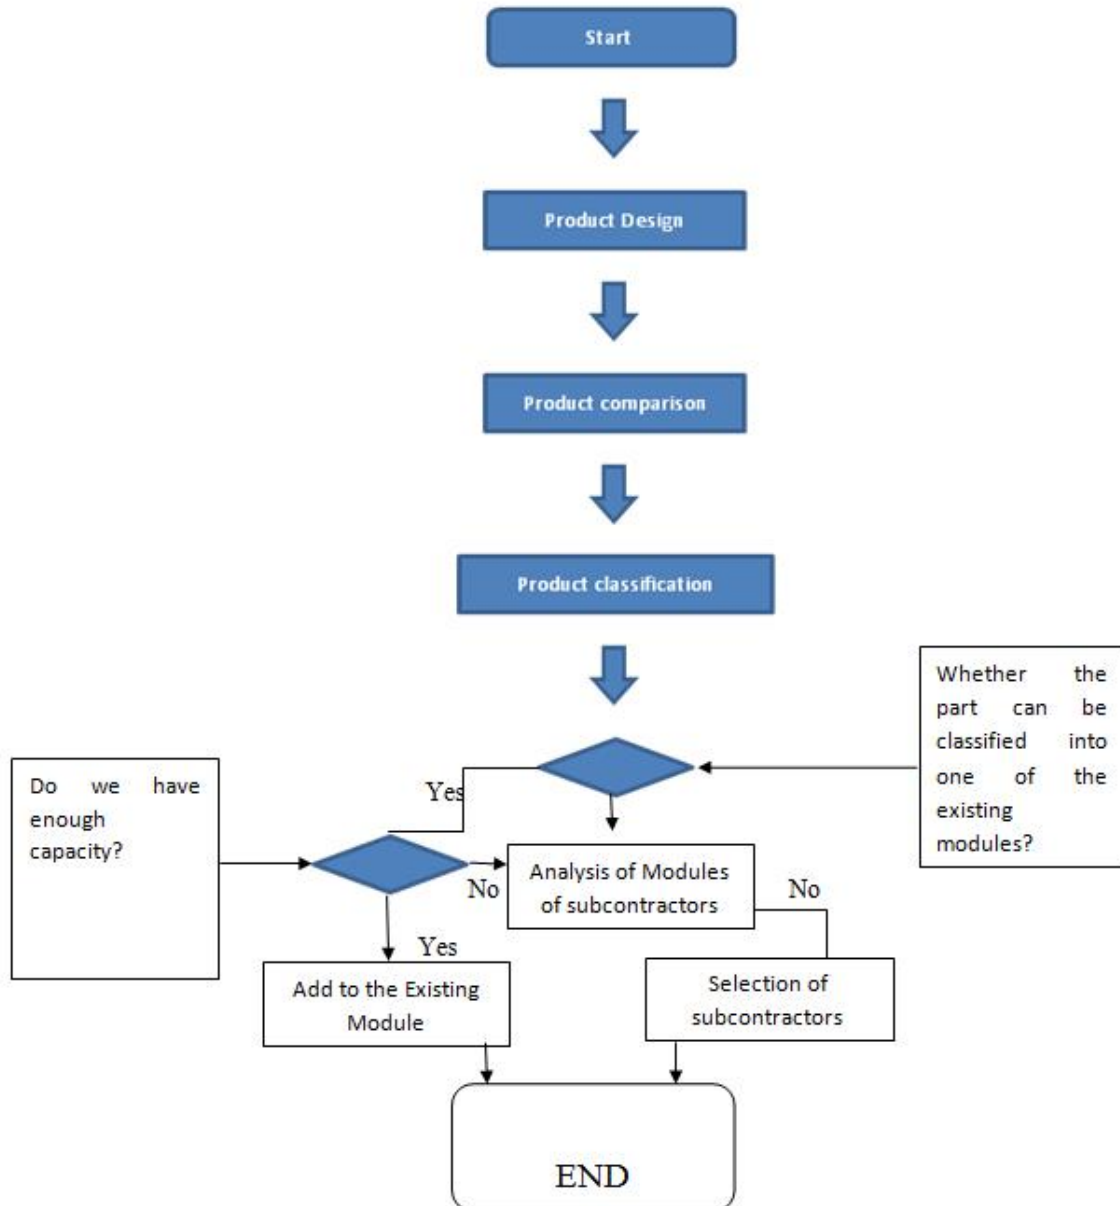 Start
Product Design
Product comparison
Product classification
Whether the
part can be
classified into
one of the
existing
modules?
Do we have
enough
capacity?
Yes
No
Analysis of Modules
of subcontractors
No
Yes
Add to the Existing
Module
Selection of
subcontractors
END